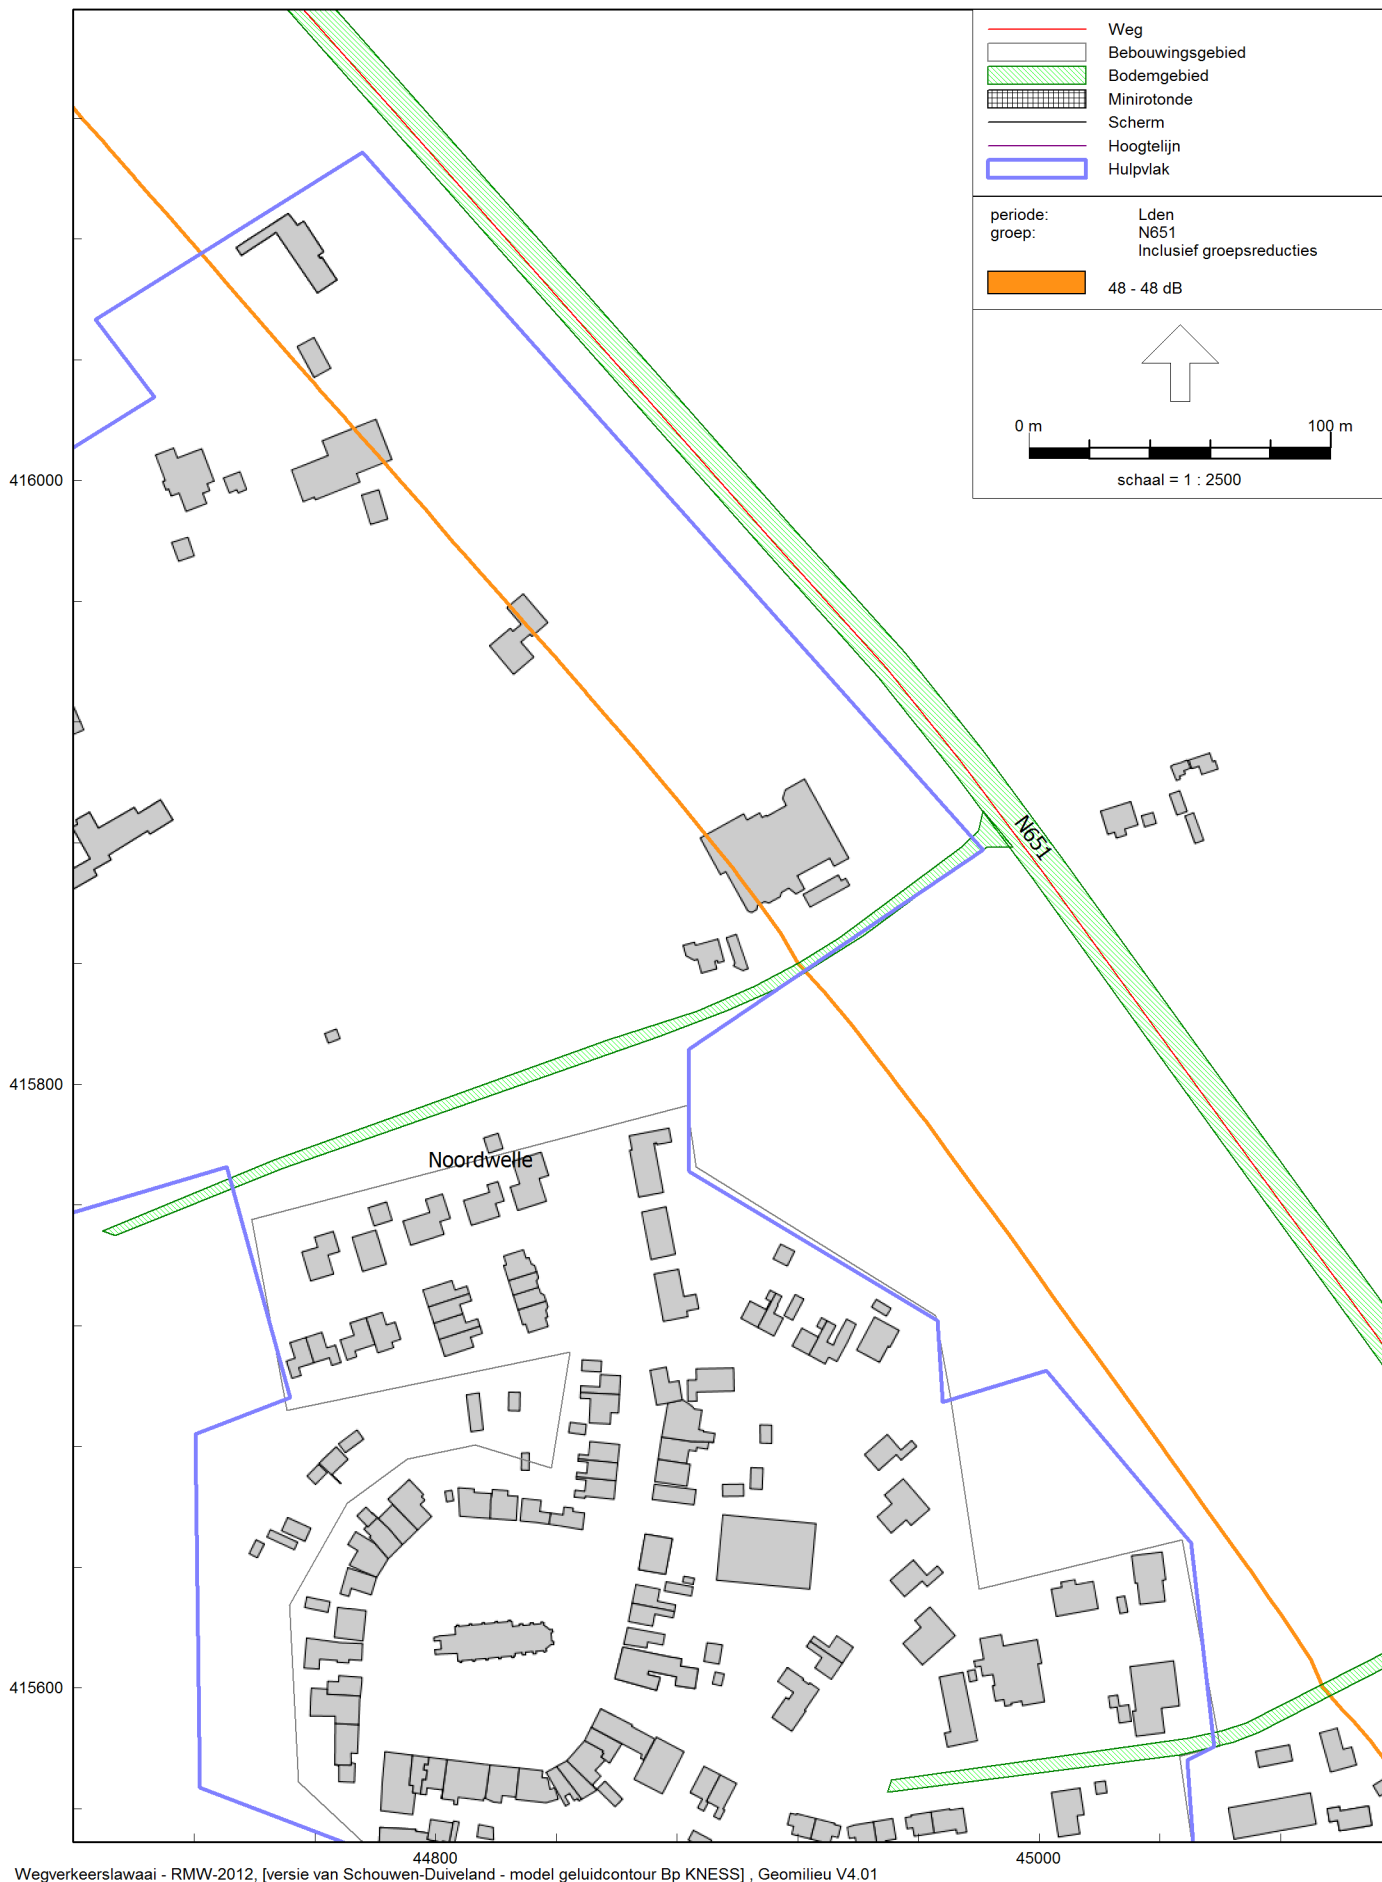 Weg
Bebouwingsgebied
Bodemgebied
Minirotonde
Scherm
Hoogtelijn
Hulpvlak
periode: Lden
groep: N651
Inclusief groepsreducties
48 - 48 dB
0 m 100 m
schaal = 1 : 2500
416000
N651
415800
Noordwelle
415600
44800 45000
Wegverkeerslawaai - RMW-2012, [versie van Schouwen-Duiveland - model geluidcontour Bp KNESS] , Geomilieu V4.01